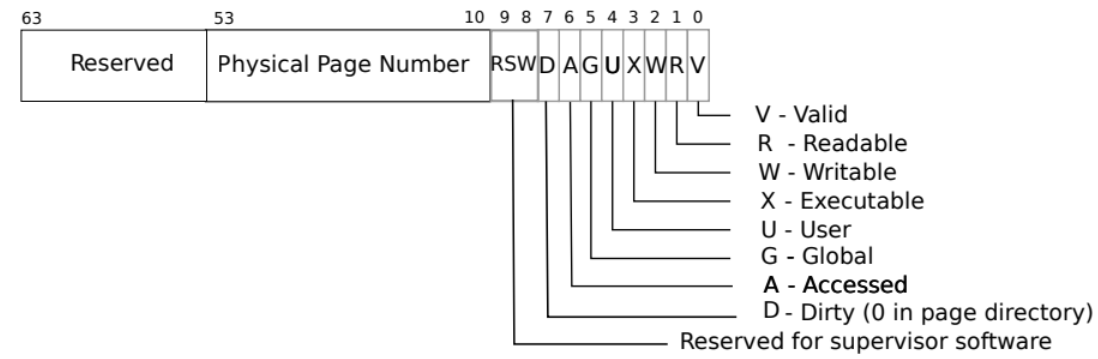 63 53 10 9 8 7 6 5 4 3 2 1 0
Reserved Physical Page Number RSW D A G U X W R V
V - Valid
R - Readable
W - Writable
X - Executable
U - User
G - Global
A - Accessed
D - Dirty (0 in page directory)
Reserved for supervisor software